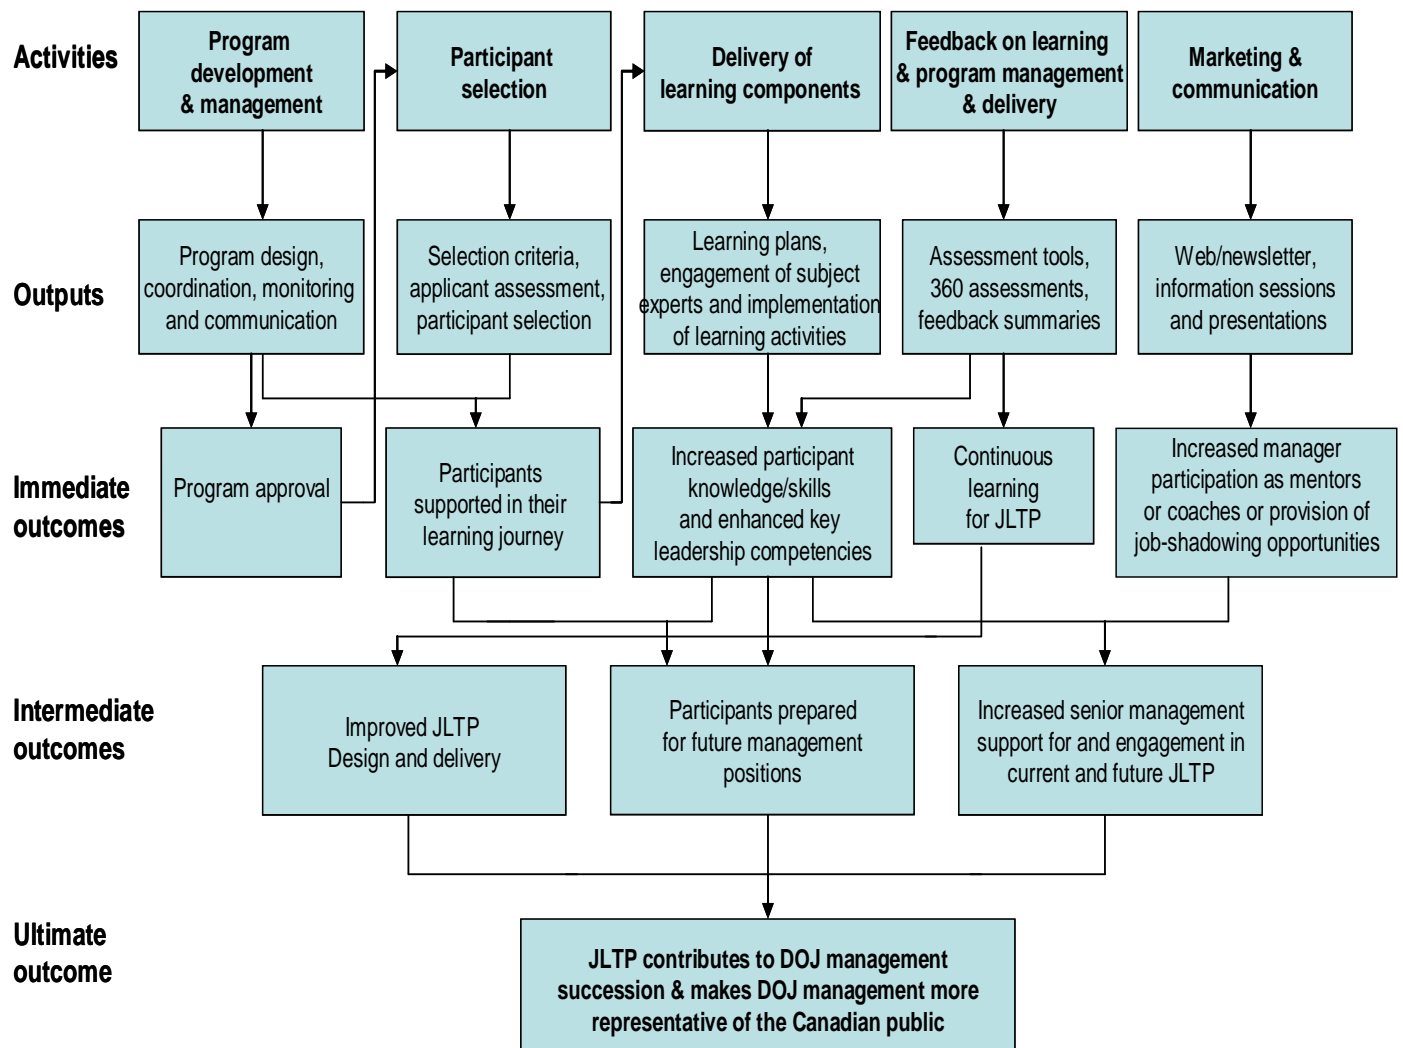 Activities
Program
development
& management
Participant
selection
Delivery of
learning components
Feedback on learning
& program management
& delivery
Marketing &
communication
Outputs
Program design,
coordination, monitoring
and communication
Selection criteria,
applicant assessment,
participant selection
Learning plans,
engagement of subject
experts and implementation
of learning activities
Assessment tools,
360 assessments,
feedback summaries
Web/newsletter,
information sessions
and presentations
Immediate
outcomes
Program approval
Participants
supported in their
learning journey
Increased participant
knowledge/skills
and enhanced key
leadership competencies
Continuous
learning
for JLTP
Increased manager
participation as mentors
or coaches or provision of
job-shadowing opportunities
Intermediate
outcomes
Improved JLTP
Design and delivery
Participants prepared
for future management
positions
Increased senior management
support for and engagement in
current and future JLTP
Ultimate
outcome
JLTP contributes to DOJ management
succession & makes DOJ management more
representative of the Canadian public